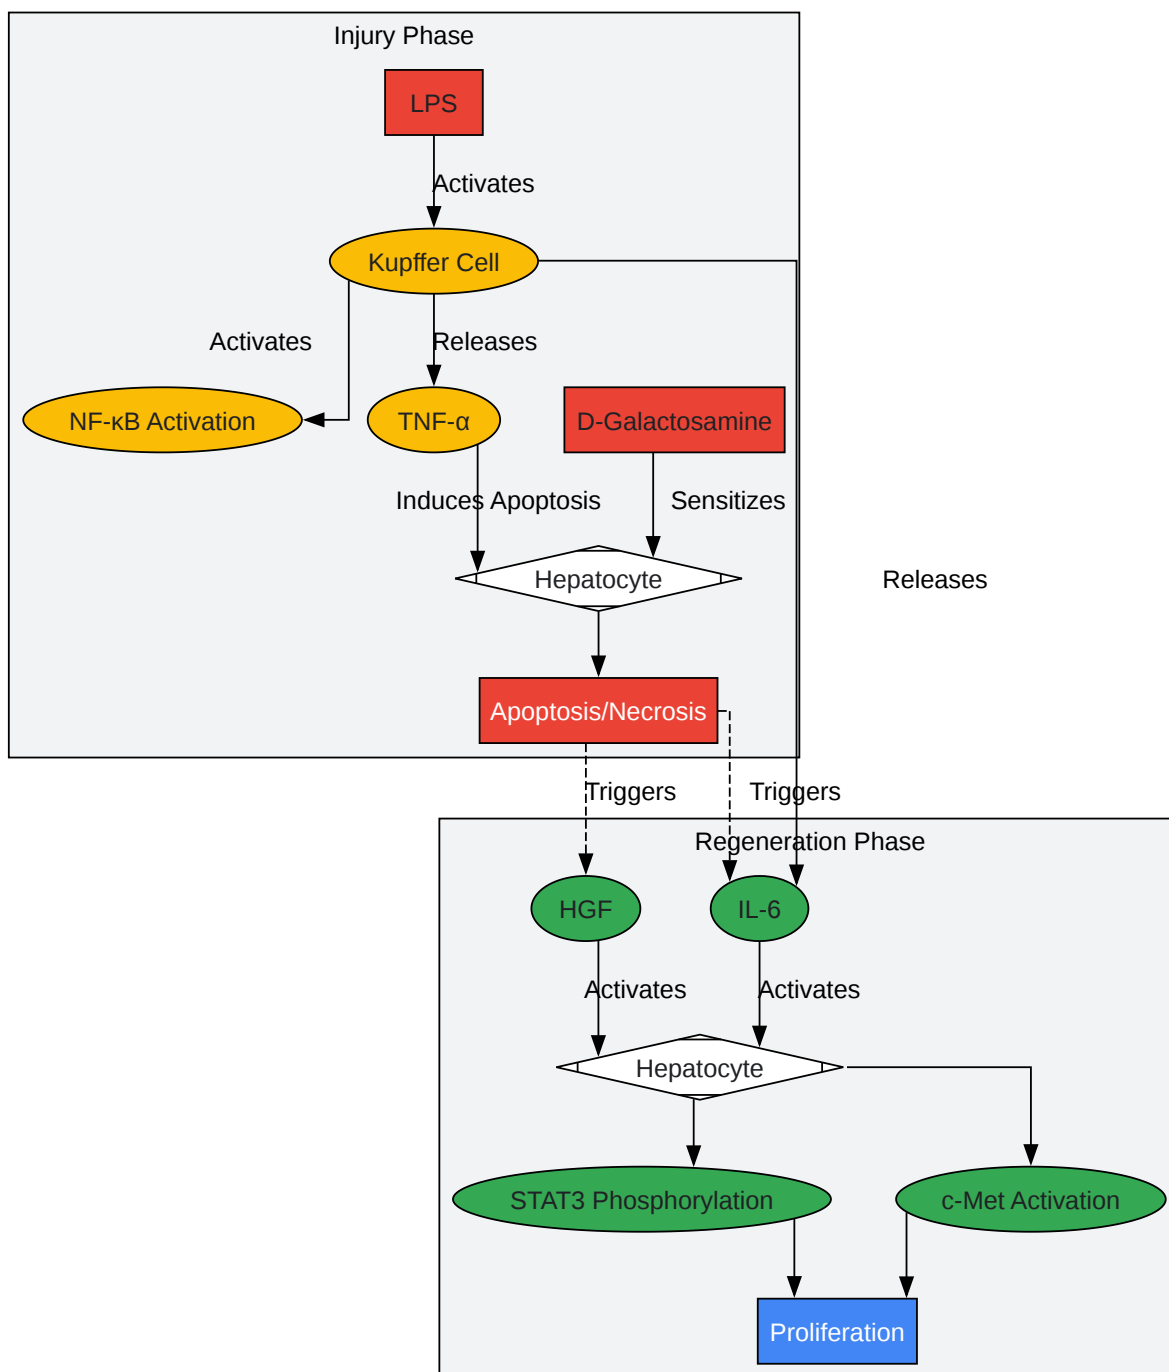 Injury Phase
LPS
Activates
Kupffer Cell
Activates
Releases
NF-κB Activation
TNF-α
D-Galactosamine
Induces Apoptosis
Sensitizes
Hepatocyte
Releases
Apoptosis/Necrosis
Triggers
Triggers
Regeneration Phase
HGF
IL-6
Activates
Activates
Hepatocyte
STAT3 Phosphorylation
c-Met Activation
Proliferation